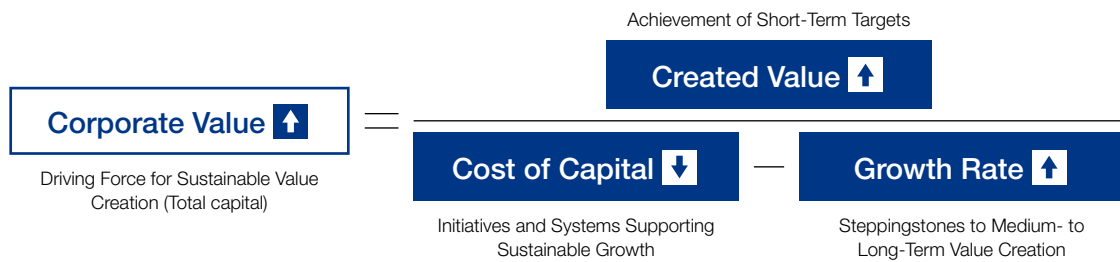 Achievement of Short-Term Targets
Created Value
Corporate Value
=
Driving Force for Sustainable Value
Creation (Total capital)
Cost of Capital — Growth Rate
Initiatives and Systems Supporting
Sustainable Growth
Steppingstones to Medium- to
Long-Term Value Creation